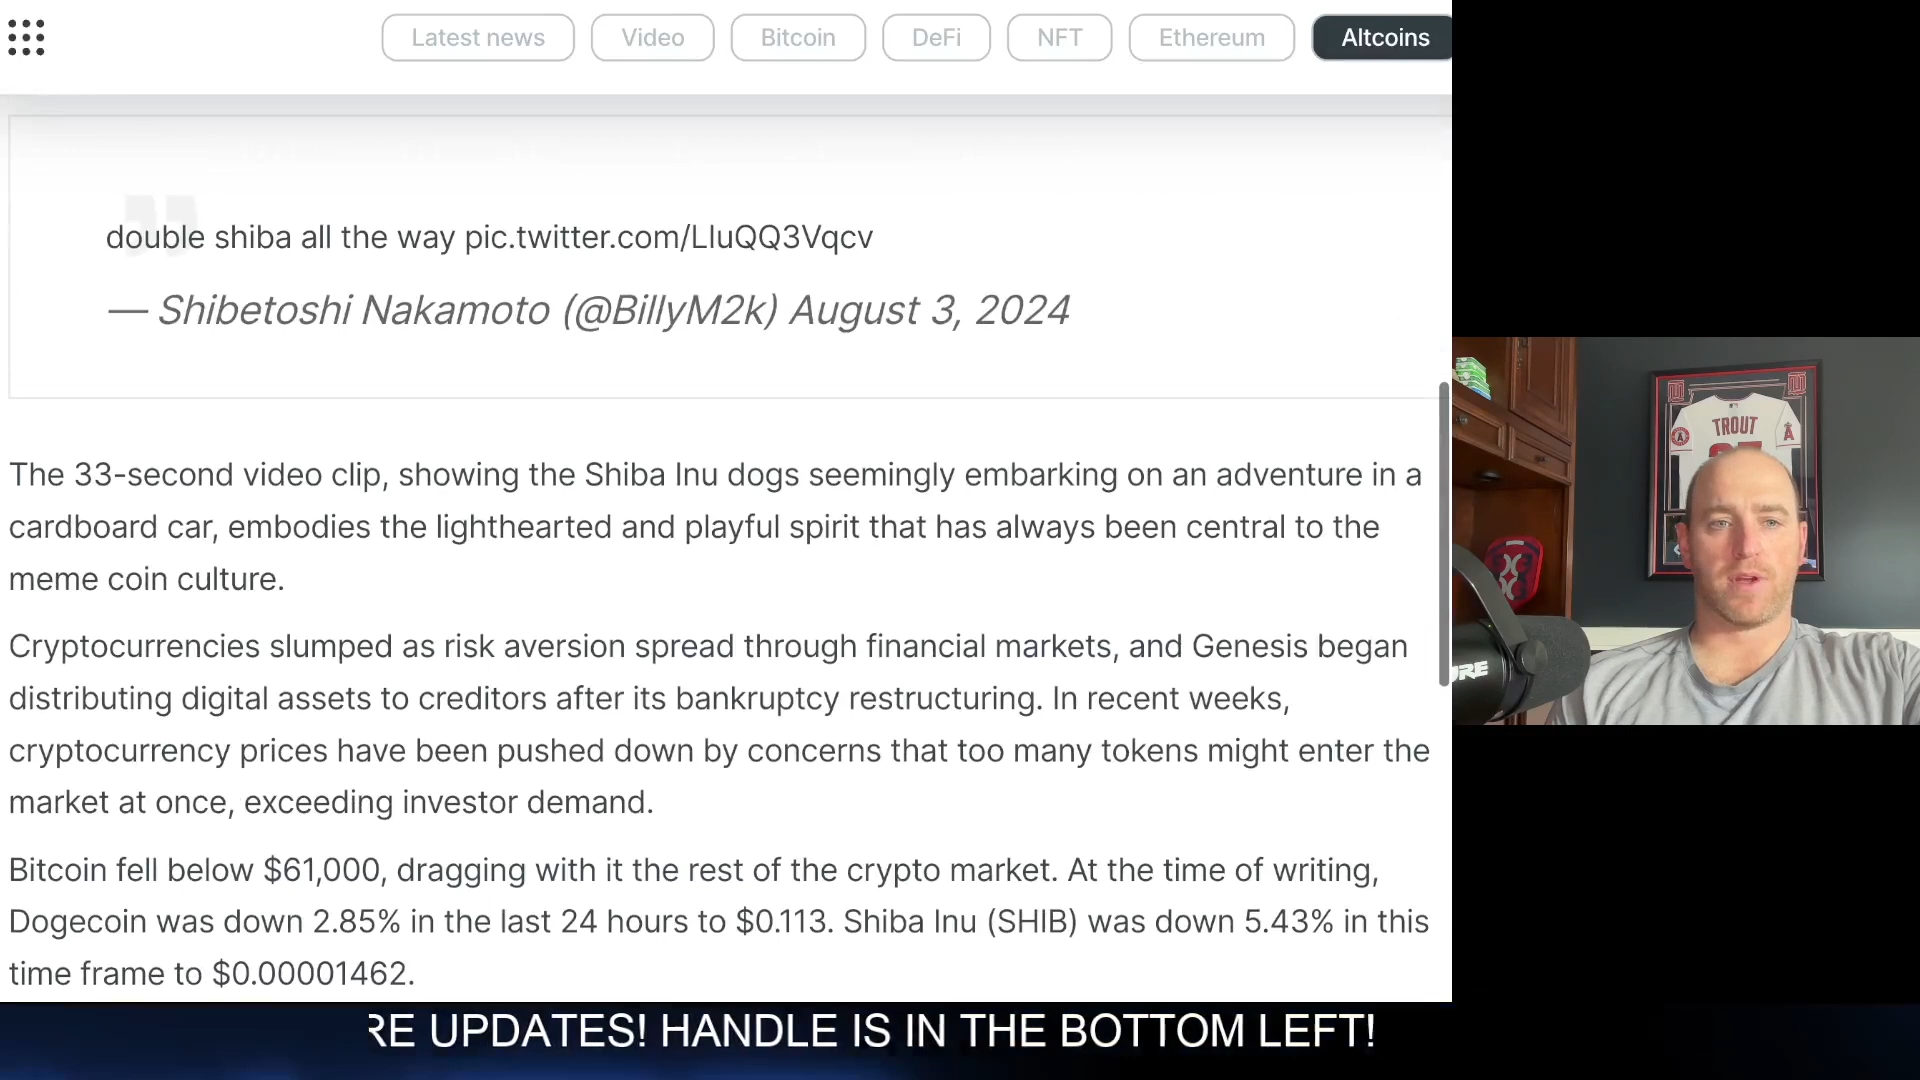 Latest news
Video
Bitcoin
DeFi
NFT
Ethereum
Altcoins
double shiba all the way pic.twitter.com/LluQQ3Vqcv
— Shibetoshi Nakamoto (@BillyM2k) August 3, 2024
The 33-second video clip, showing the Shiba Inu dogs seemingly embarking on an adventure in a
cardboard car, embodies the lighthearted and playful spirit that has always been central to the
meme coin culture.
Cryptocurrencies slumped as risk aversion spread through financial markets, and Genesis began
distributing digital assets to creditors after its bankruptcy restructuring. In recent weeks,
cryptocurrency prices have been pushed down by concerns that too many tokens might enter the
market at once, exceeding investor demand.
Bitcoin fell below $61,000, dragging with it the rest of the crypto market. At the time of writing,
Dogecoin was down 2.85% in the last 24 hours to $0.113. Shiba Inu (SHIB) was down 5.43% in this
time frame to $0.00001462.
TROUT
RE UPDATES! HANDLE IS IN THE BOTTOM LEFT!